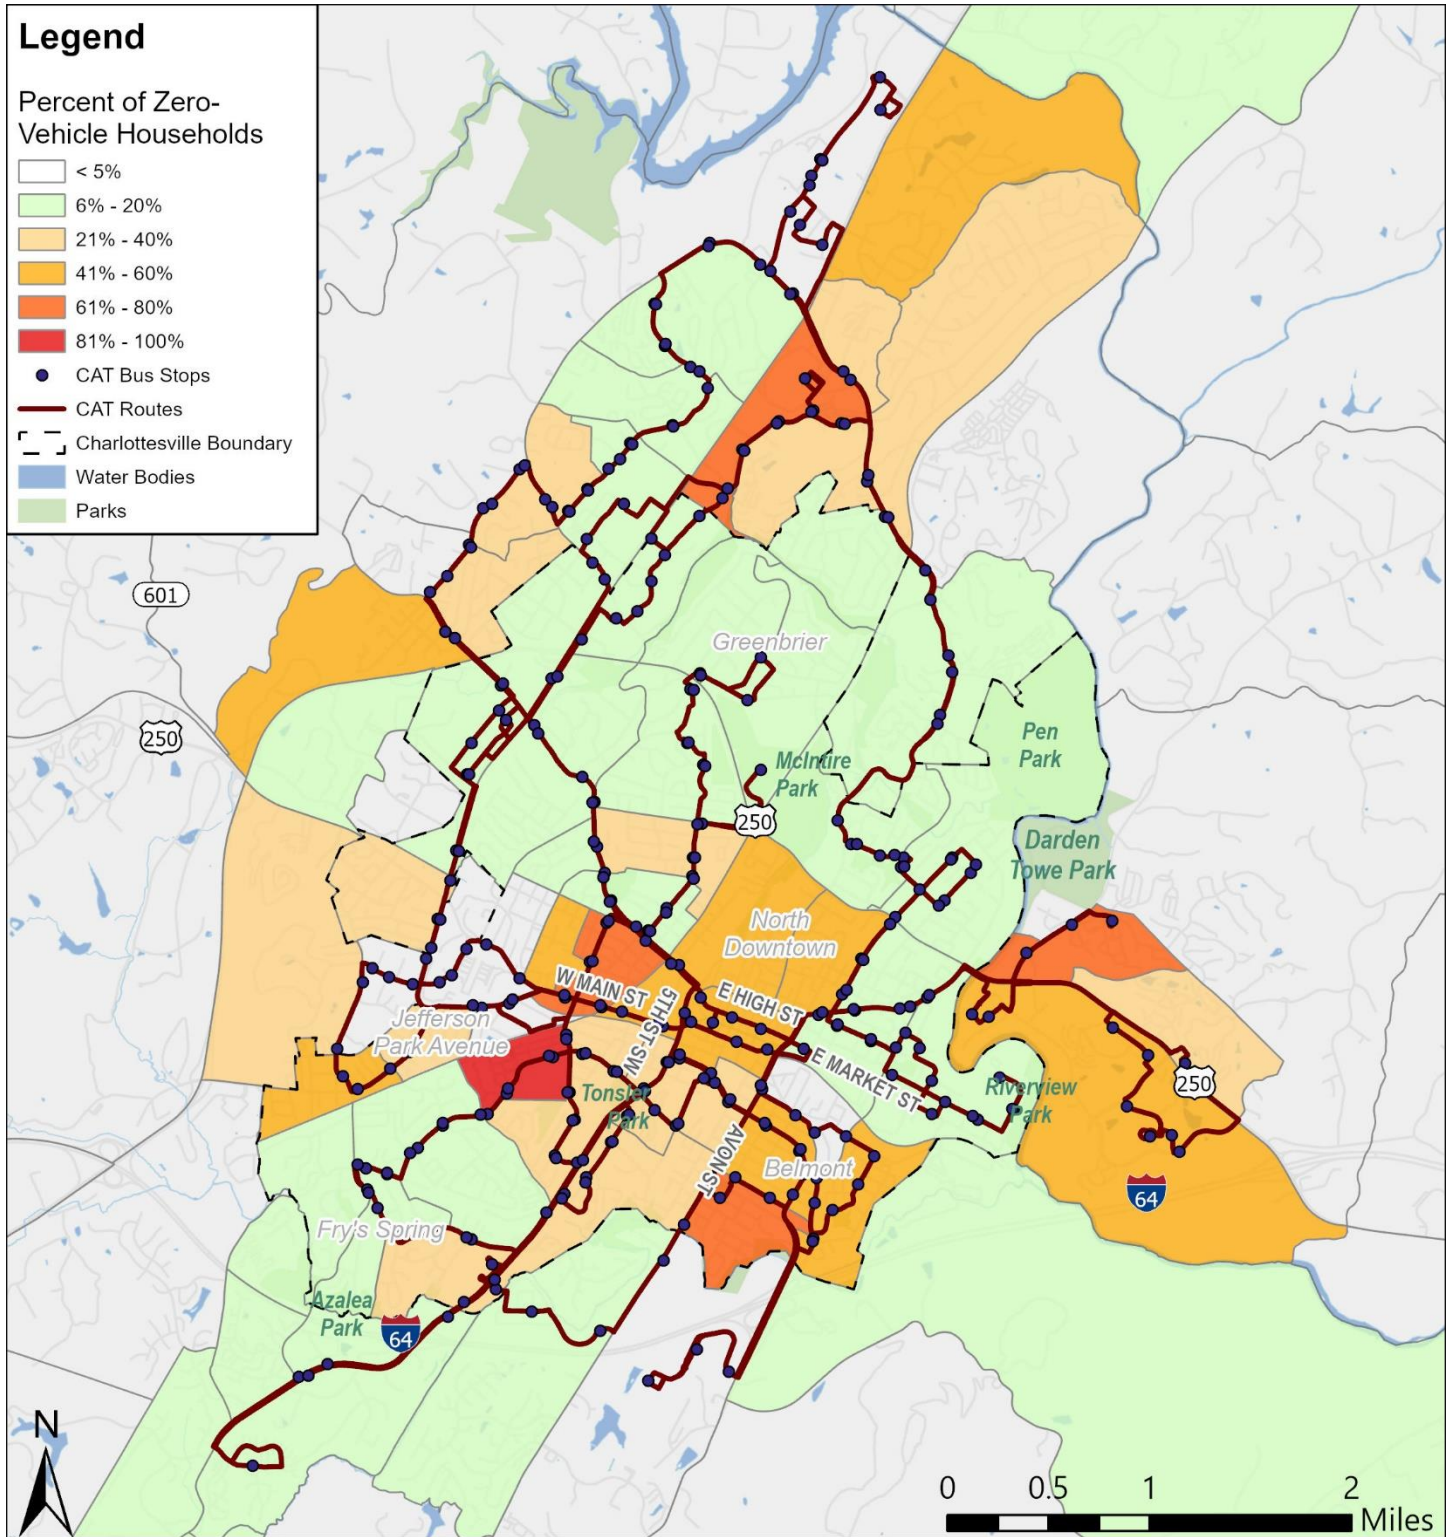 Legend
Percent of Zero-
Vehicle Households
< 5%
6% - 20%
21% - 40%
41% - 60%
61% - 80%
81% - 100%
CAT Bus Stops
CAT Routes
Charlottesville Boundary
Water Bodies
Parks
601
250
Greenbrier
McIntire
Park
250
Pen
Park
Darden
Towe Park
North
Downtown
W MAIN ST
5TH ST SW
E HIGH ST
E MARKET ST
Jefferson
Park Avenue
Tonsler
Park
Riverview
Park
250
AVON ST
Belmont
64
Fry's Spring
Azalea
Park
64
N
0 0.5 1 2
Miles